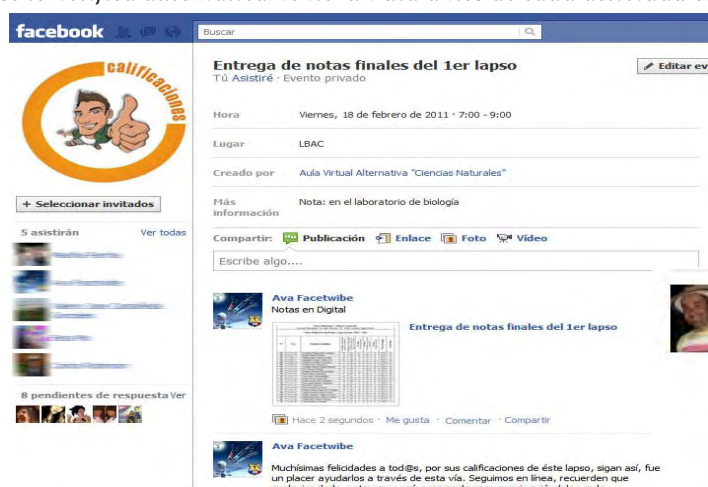 facebook
Buscar
calificaciones
Entrega de notas finales del 1er lapso
Editar ev
Tú Asistiré · Evento privado
Hora Viernes, 18 de febrero de 2011 · 7:00 - 9:00
Lugar LBAC
Creado por Aula Virtual Alternativa "Ciencias Naturales"
+ Seleccionar invitados
Más información Nota: en el laboratorio de biología
5 asistirán Ver todas
Compartir: Publicación Enlace Foto Vídeo
Escribe algo....
Ava Facetwibe
Notas en Digital
Entrega de notas finales del 1er lapso
8 pendientes de respuesta Ver
Hace 2 segundos · Me gusta · Comentar · Compartir
Ava Facetwibe
Muchísimas felicidades a tod@s, por sus calificaciones de éste lapso, sigan así, fue
un placer ayudarlos a través de esta vía. Seguimos en línea, recuerden que